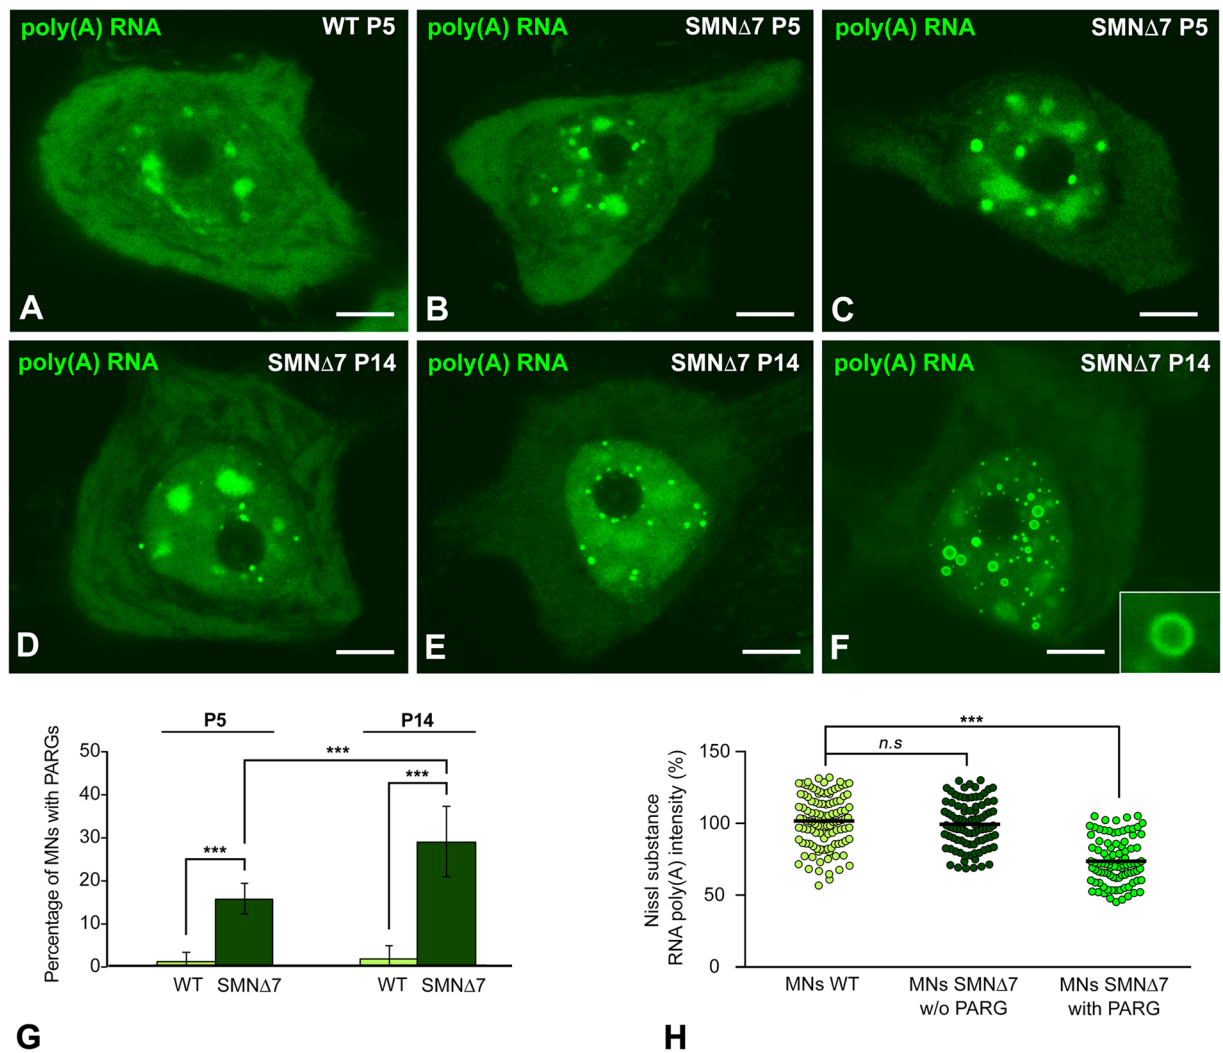 poly(A) RNA WT P5
A
poly(A) RNA SMNΔ7 P5
B
poly(A) RNA SMNΔ7 P5
C
poly(A) RNA SMNΔ7 P14
D
poly(A) RNA SMNΔ7 P14
E
poly(A) RNA SMNΔ7 P14
F
Percentage of MNs with PARGs
50
40
30
20
10
0
P5 P14
***
***
***
WT SMNΔ7 WT SMNΔ7
G
Nissl substance
RNA poly(A) intensity (%)
150
100
50
0
***
n.s
MNs WT
MNs SMNΔ7
w/o PARG
MNs SMNΔ7
with PARG
H